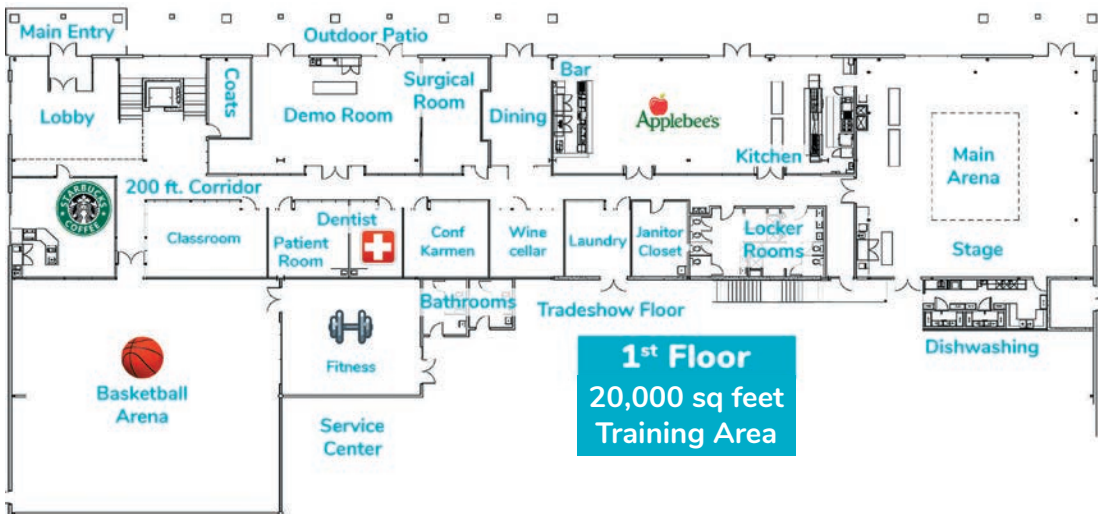 Main Entry
Outdoor Patio
Lobby
Coats
Demo Room
Surgical
Room
Dining
Bar
Applebee's
Kitchen
Main
Arena
Stage
200 ft. Corridor
STARBUCKS
COFFEE
Classroom
Dentist
Patient
Room
Conf
Karmen
Wine
cellar
Laundry
Janitor
Closet
Locker
Rooms
Bathrooms
Tradeshow Floor
Dishwashing
Fitness
Basketball
Arena
Service
Center
1st Floor
20,000 sq feet
Training Area